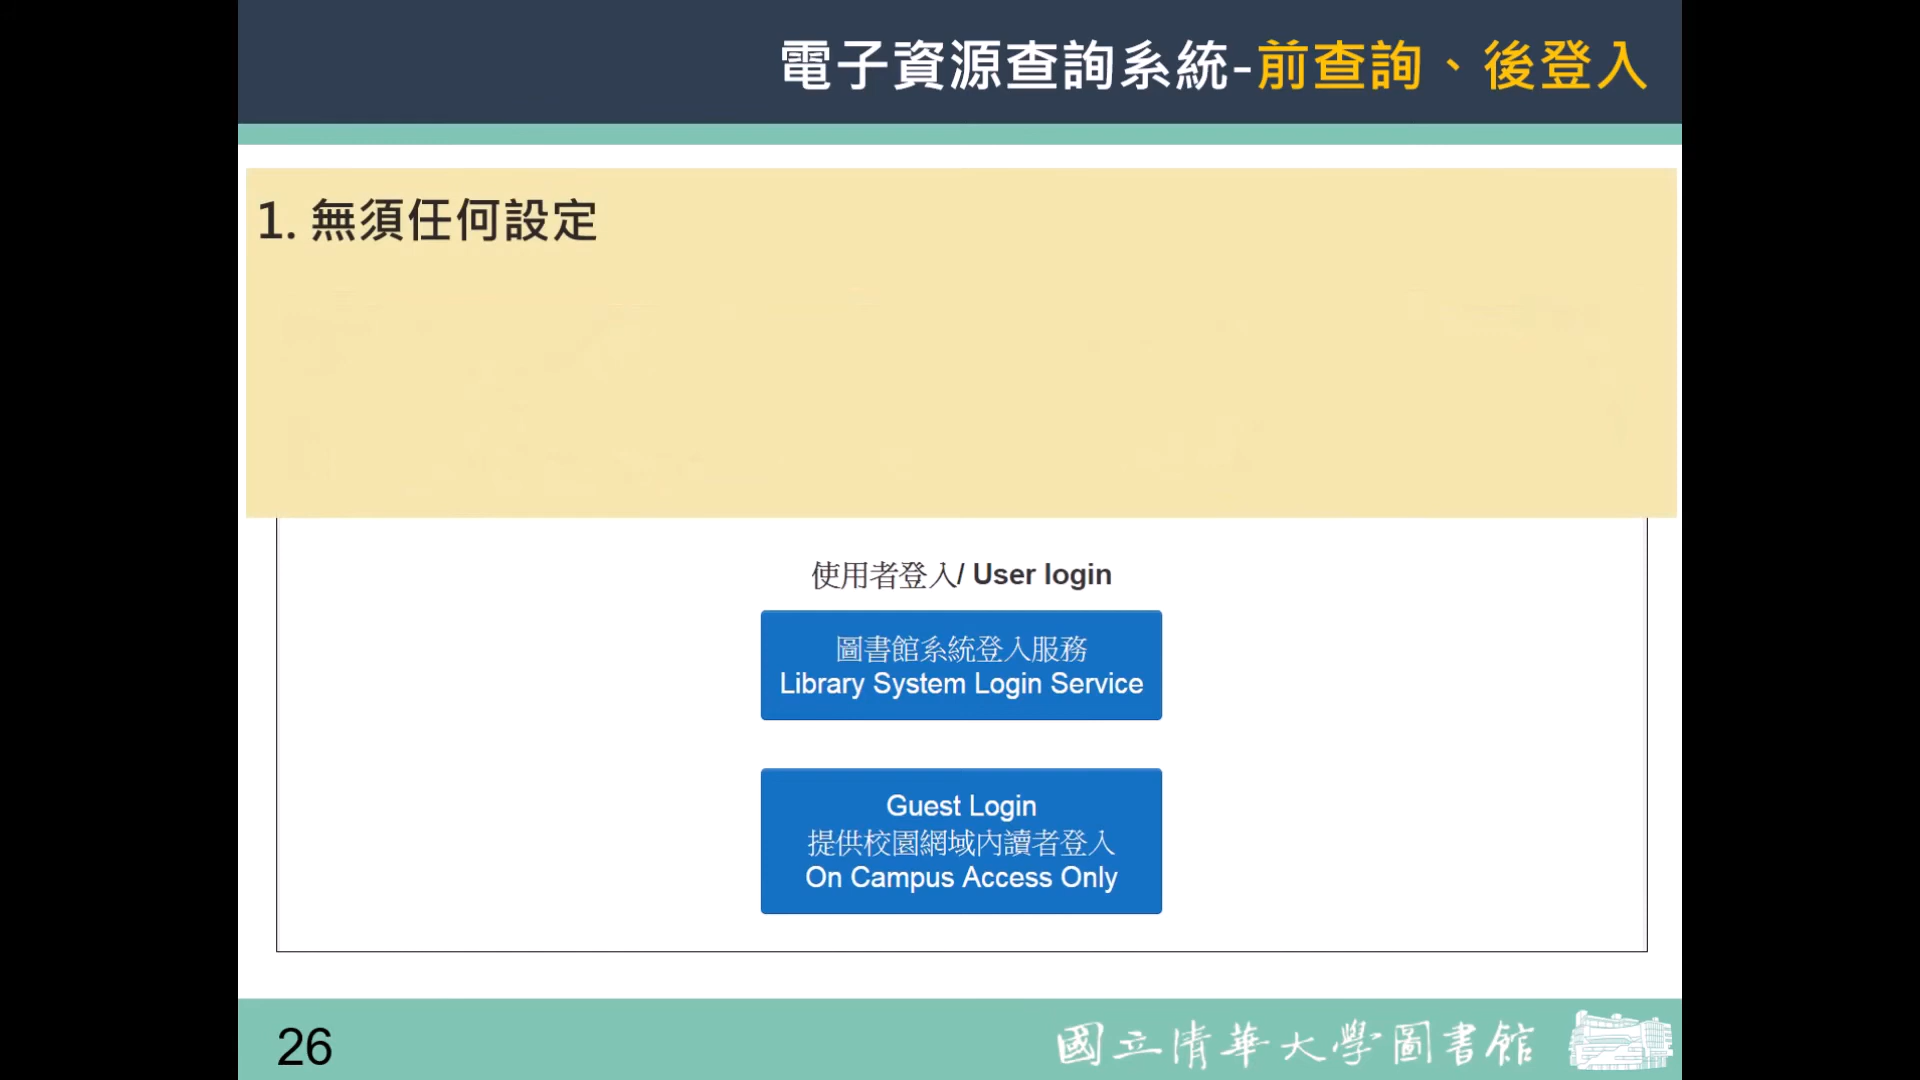 電子資源查詢系統-前查詢、後登入
1. 無須任何設定
使用者登入/ User login
圖書館系統登入服務
Library System Login Service
Guest Login
提供校園網域內讀者登入
On Campus Access Only
26
國立清華大學圖書館